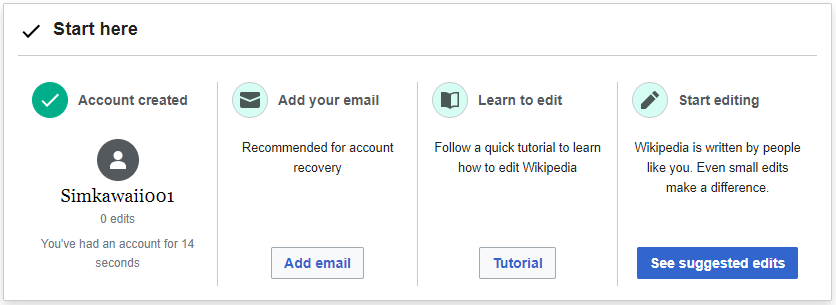 Start here
Account created
Simkawaii001
0 edits
You've had an account for 14
seconds
Add your email
Recommended for account
recovery
Add email
Learn to edit
Follow a quick tutorial to learn
how to edit Wikipedia
Tutorial
Start editing
Wikipedia is written by people
like you. Even small edits
make a difference.
See suggested edits